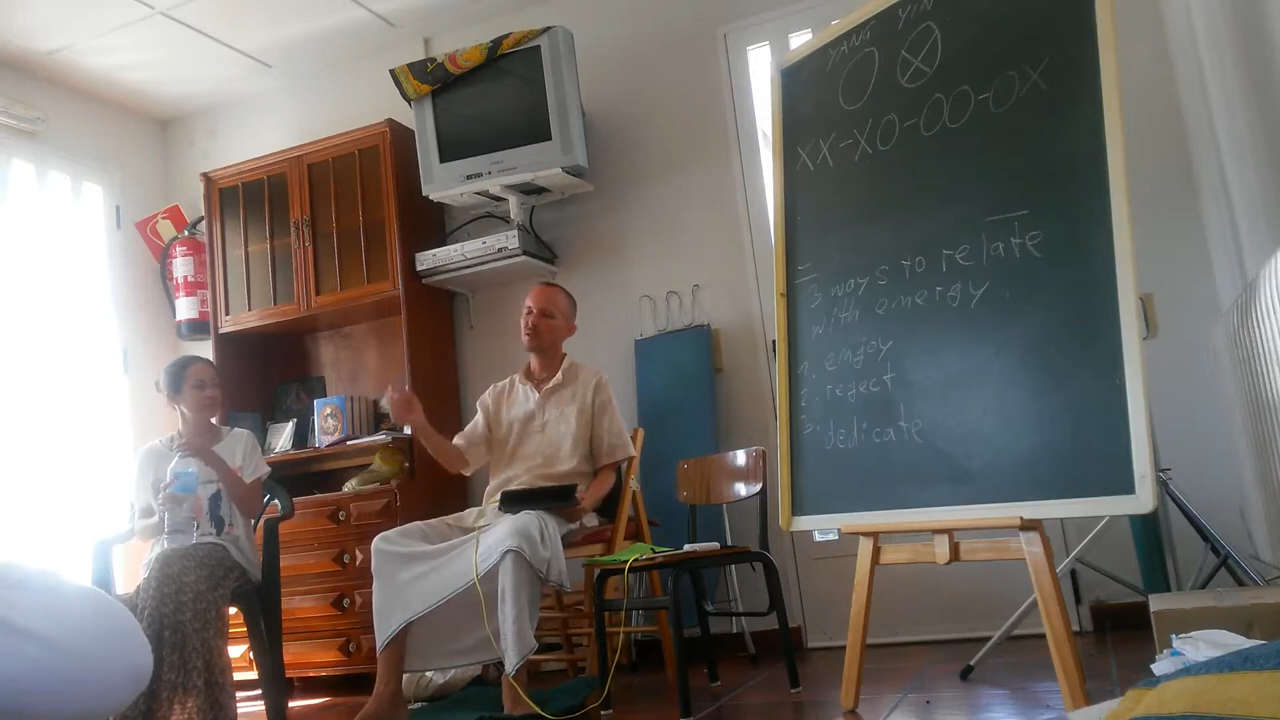 YANG YIN
O ⊗
XX-XO-OO-OX
= 3 ways to relate
with energy.
1. enjoy
2. reject
3. dedicate